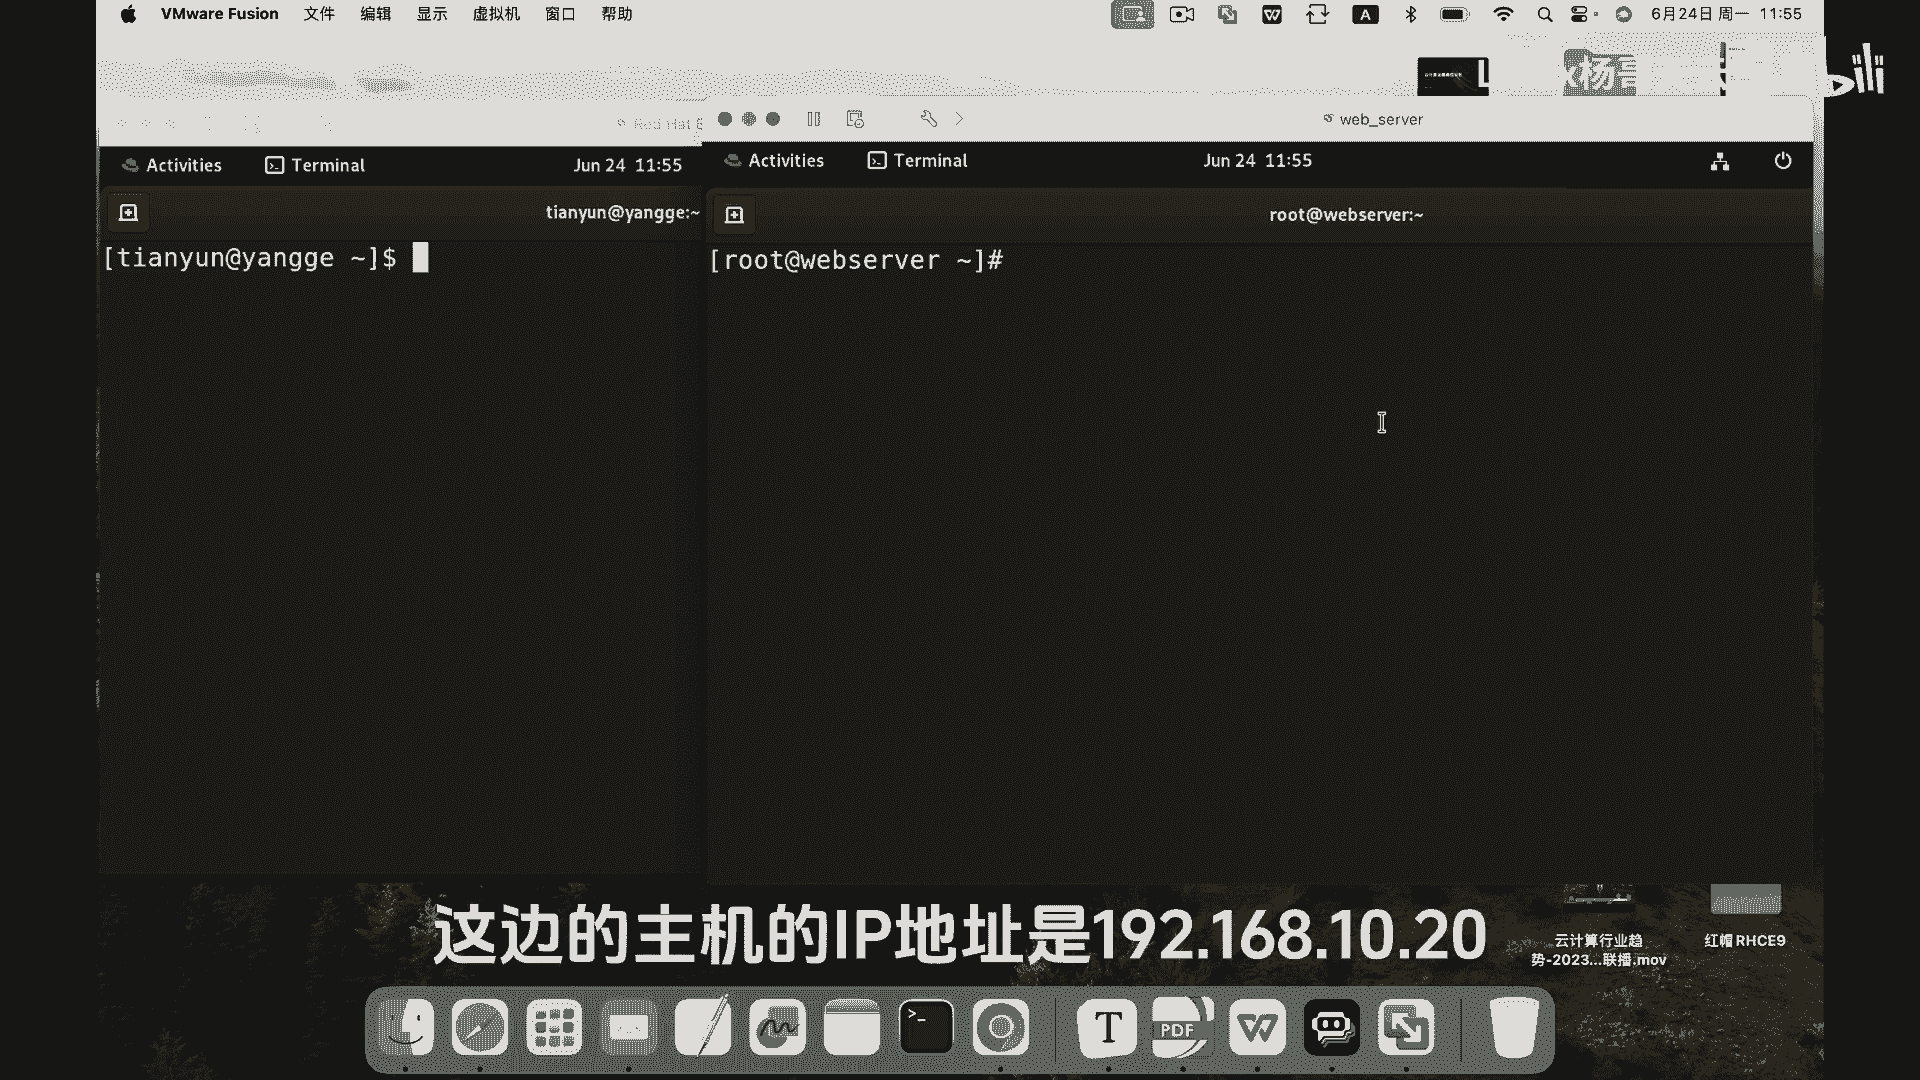 VMware Fusion 文件 编辑 显示 虚拟机 窗口 帮助
A 6月24日 周一 11:55
杨
Red Hat E
web_server
Activities Terminal Jun 24 11:55
Activities Terminal Jun 24 11:55
tianyun@yangge:~
root@webserver:~
[tianyun@yangge ~]$
[root@webserver ~]#
这边的主机的IP地址是192.168.10.20
云计算行业趋
势-2023...联播.mov
红帽 RHCE9
T
PDF